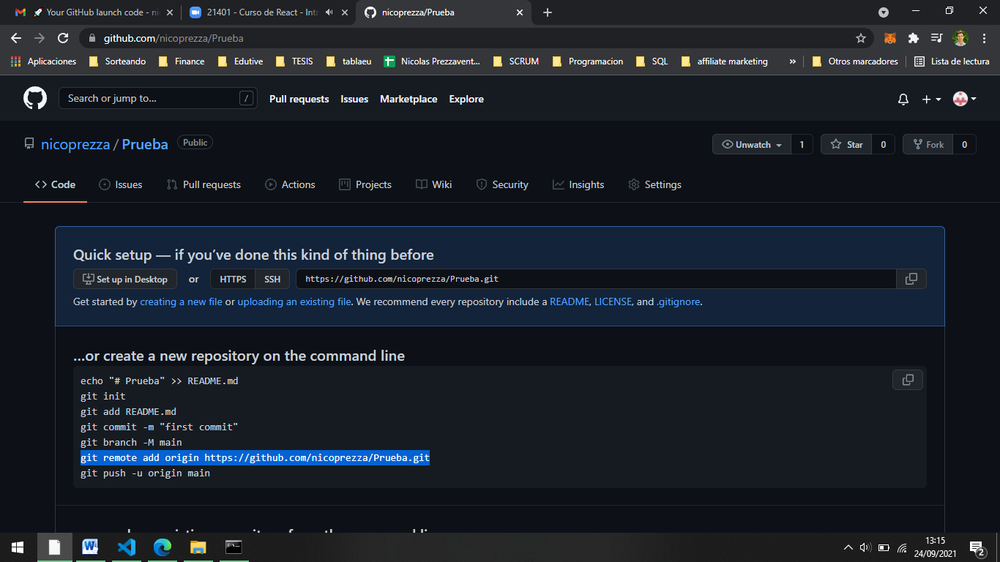 🚀 Your GitHub launch code - ni
21401 - Curso de React - Intr
nicoprezza/Prueba
github.com/nicoprezza/Prueba
Aplicaciones
Sorteando
Finance
Edutive
TESIS
tablaeu
Nicolas Prezzavent...
SCRUM
Programacion
SQL
affiliate marketing
»
Otros marcadores
Lista de lectura
Search or jump to...
/
Pull requests
Issues
Marketplace
Explore
nicoprezza / Prueba
Public
Unwatch
1
Star
0
Fork
0
Code
Issues
Pull requests
Actions
Projects
Wiki
Security
Insights
Settings
Quick setup — if you've done this kind of thing before
Set up in Desktop
or
HTTPS
SSH
https://github.com/nicoprezza/Prueba.git
Get started by creating a new file or uploading an existing file. We recommend every repository include a README, LICENSE, and .gitignore.
…or create a new repository on the command line
echo "# Prueba" >> README.md
git init
git add README.md
git commit -m "first commit"
git branch -M main
git remote add origin https://github.com/nicoprezza/Prueba.git
git push -u origin main
13:15
24/09/2021
2